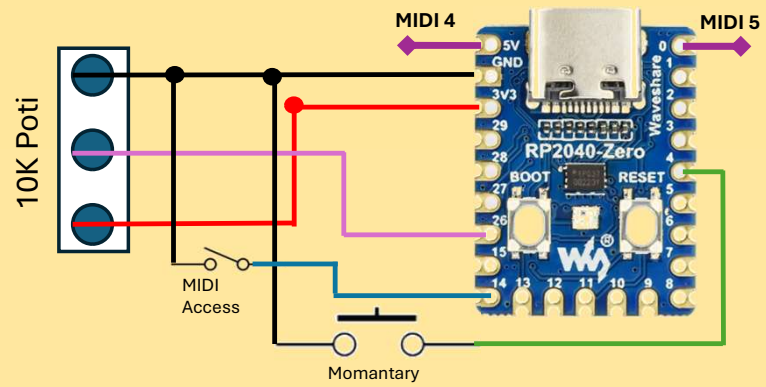 MIDI 4
MIDI 5
10K Poti
5V
GND
3V3
29
28
27
26
15
14
13
12
11
10
9
8
7
6
5
4
3
2
1
0
Waveshare
RP2040-Zero
BOOT
RESET
®
MIDI
Access
Momantary